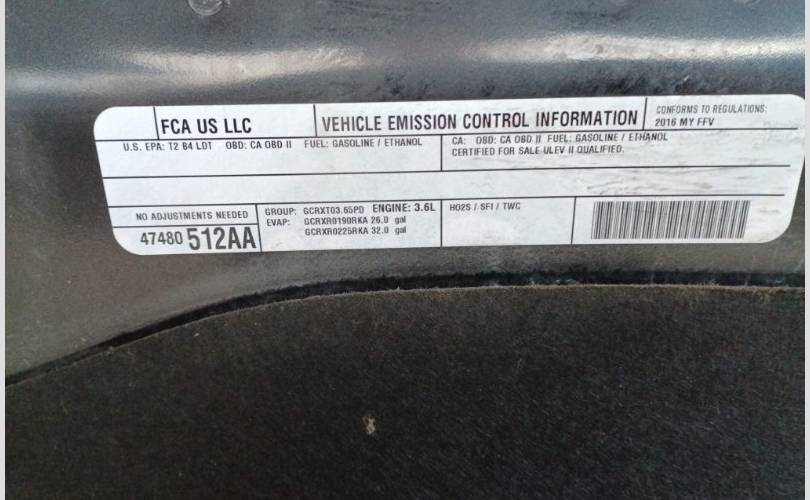 FCA US LLC
VEHICLE EMISSION CONTROL INFORMATION
CONFORMS TO REGULATIONS:
2016 MY FFV
U.S. EPA: T2 B4 LDT OBD: CA OBD II FUEL: GASOLINE / ETHANOL
CA: OBD: CA OBD II FUEL: GASOLINE / ETHANOL
CERTIFIED FOR SALE ULEV II QUALIFIED.
NO ADJUSTMENTS NEEDED
47480 512AA
GROUP: GCRXT03.65PD ENGINE: 3.6L
EVAP: GCRXR0190RKA 26.0 gal
GCRXR0225RKA 32.0 gal
HO2S / SFI / TWC